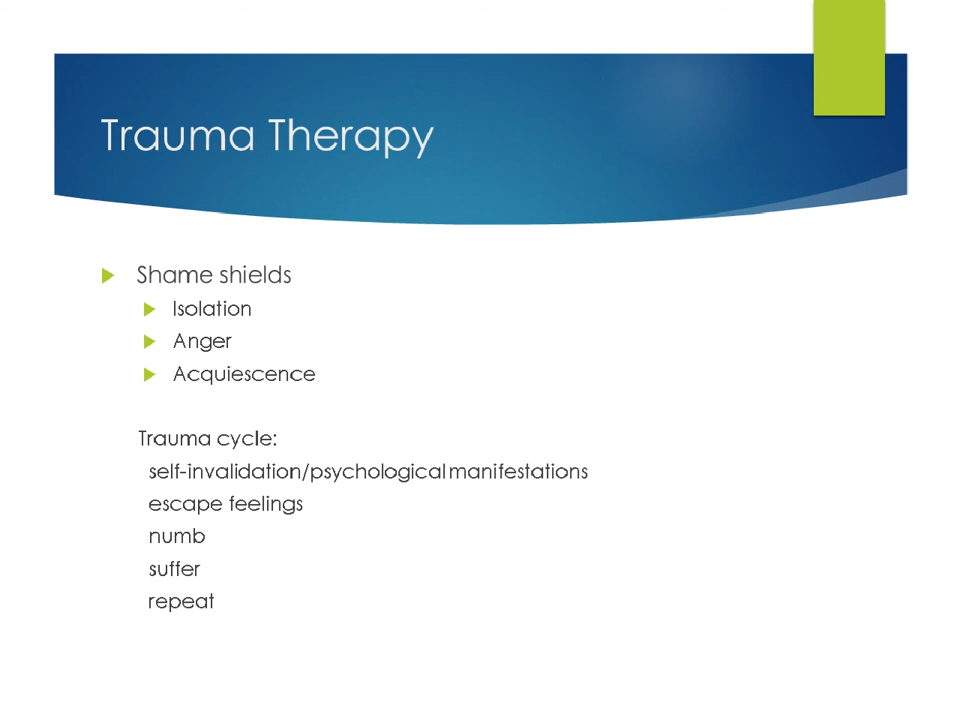 Trauma Therapy
Shame shields
Isolation
Anger
Acquiescence
Trauma cycle:
self-invalidation/psychological manifestations
escape feelings
numb
suffer
repeat